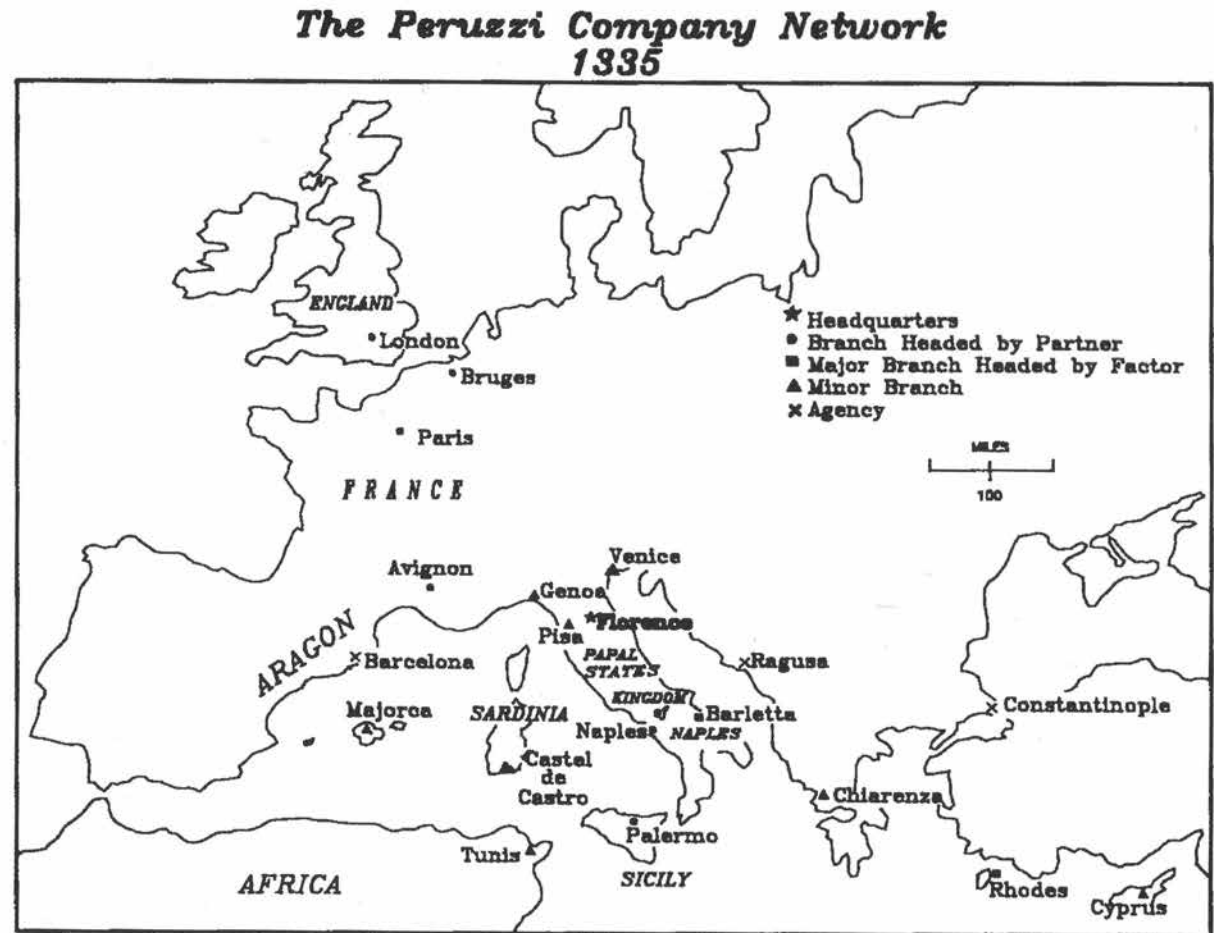 The Peruzzi Company Network
1335
ENGLAND
London
Bruges
Paris
FRANCE
Headquarters
Branch Headed by Partner
Major Branch Headed by Factor
Minor Branch
Agency
MILES
100
Venice
Avignon
Genoa
Florence
Pisa
ARAGON
Barcelona
PAPAL
STATES
Ragusa
KINGDOM
of
NAPLES
Majorca
SARDINIA
Barletta
Naples
Constantinople
Castal
de
Castro
Chiarenza
Palermo
Tunis
SICILY
AFRICA
Rhodes
Cyprus